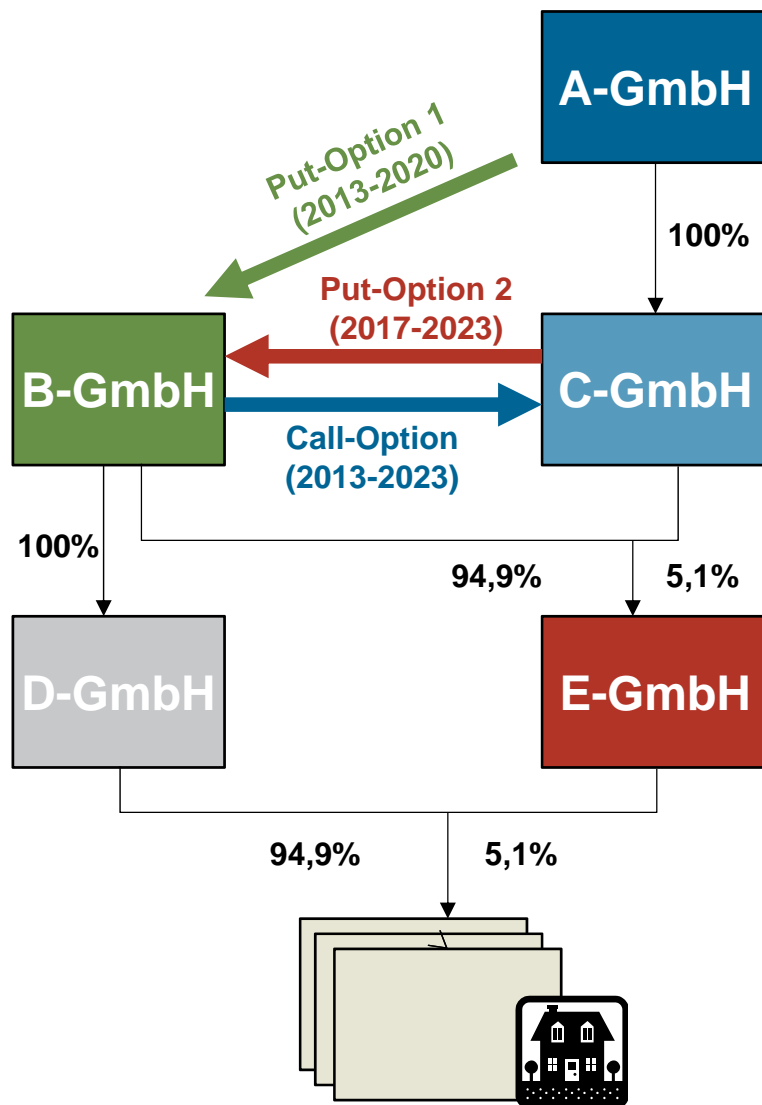 A-GmbH
Put-Option 1
(2013-2020)
100%
Put-Option 2
(2017-2023)
B-GmbH
C-GmbH
Call-Option
(2013-2023)
100%
94,9%
5,1%
D-GmbH
E-GmbH
94,9%
5,1%